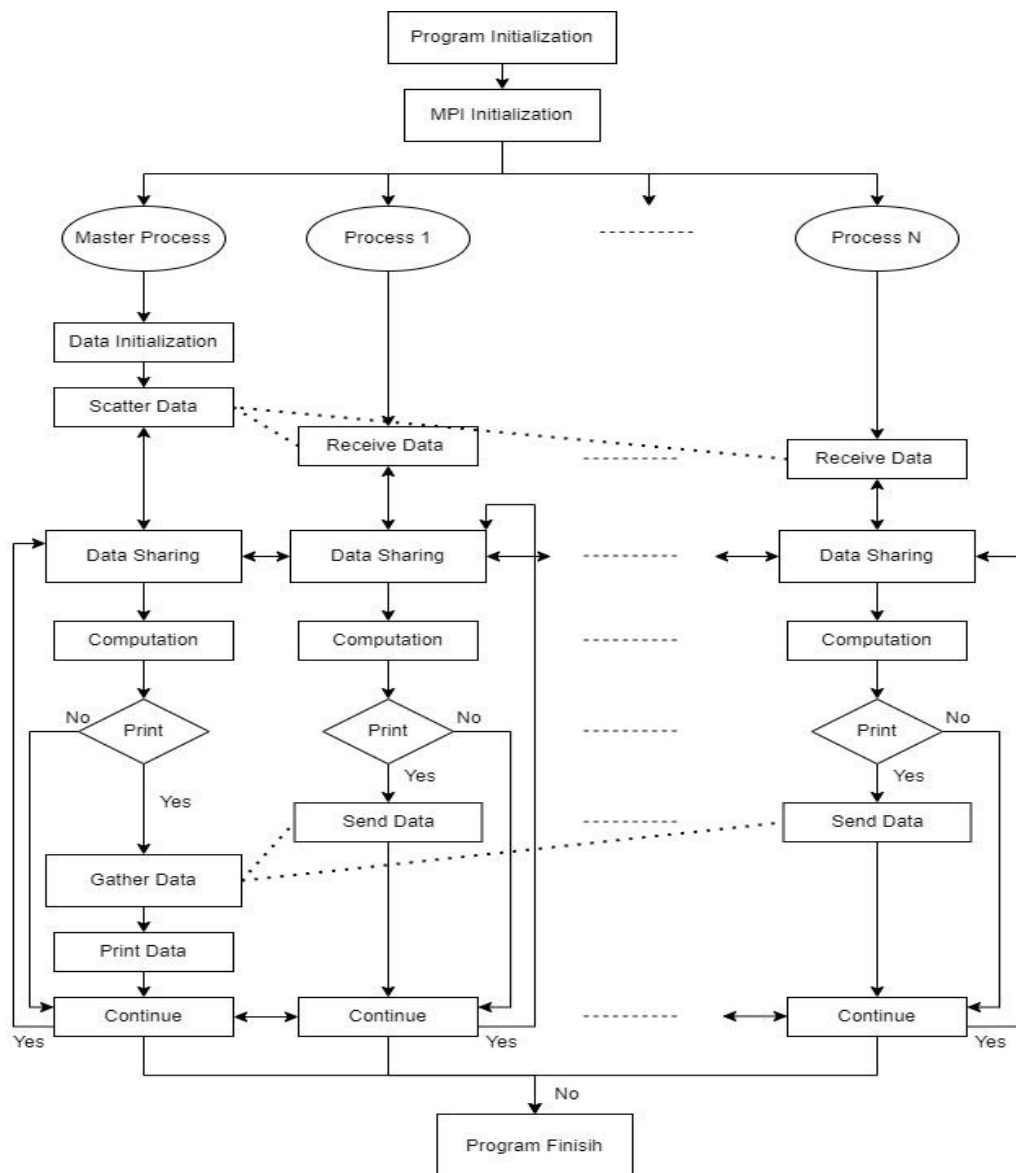 Program Initialization
MPI Initialization
Master Process
Process 1
Process N
Data Initialization
Scatter Data
Receive Data
Receive Data
Data Sharing
Data Sharing
Data Sharing
Computation
Computation
Computation
No
Print
Print
No
Print
No
Yes
Yes
Yes
Send Data
Send Data
Gather Data
Print Data
Continue
Continue
Continue
Yes
Yes
Yes
No
Program Finisih